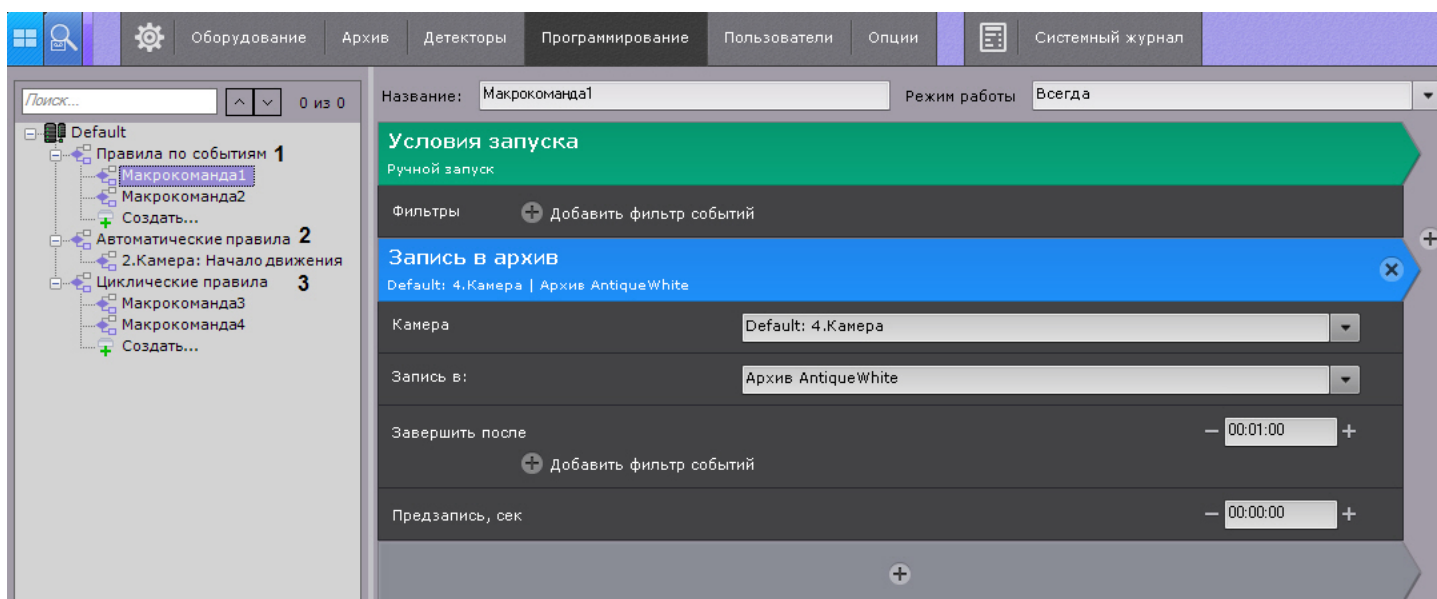 Оборудование Архив Детекторы Программирование Пользователи Опции Системный журнал
Поиск... 0 из 0
Default
Правила по событиям 1
Макрокоманда1
Макрокоманда2
Создать...
Автоматические правила 2
2.Камера: Начало движения
Циклические правила 3
Макрокоманда3
Макрокоманда4
Создать...
Название: Макрокоманда1 Режим работы Всегда
Условия запуска
Ручной запуск
Фильтры Добавить фильтр событий
Запись в архив
Default: 4.Камера | Архив AntiqueWhite
Камера Default: 4.Камера
Запись в: Архив AntiqueWhite
Завершить после — 00:01:00 +
Добавить фильтр событий
Предзапись, сек — 00:00:00 +